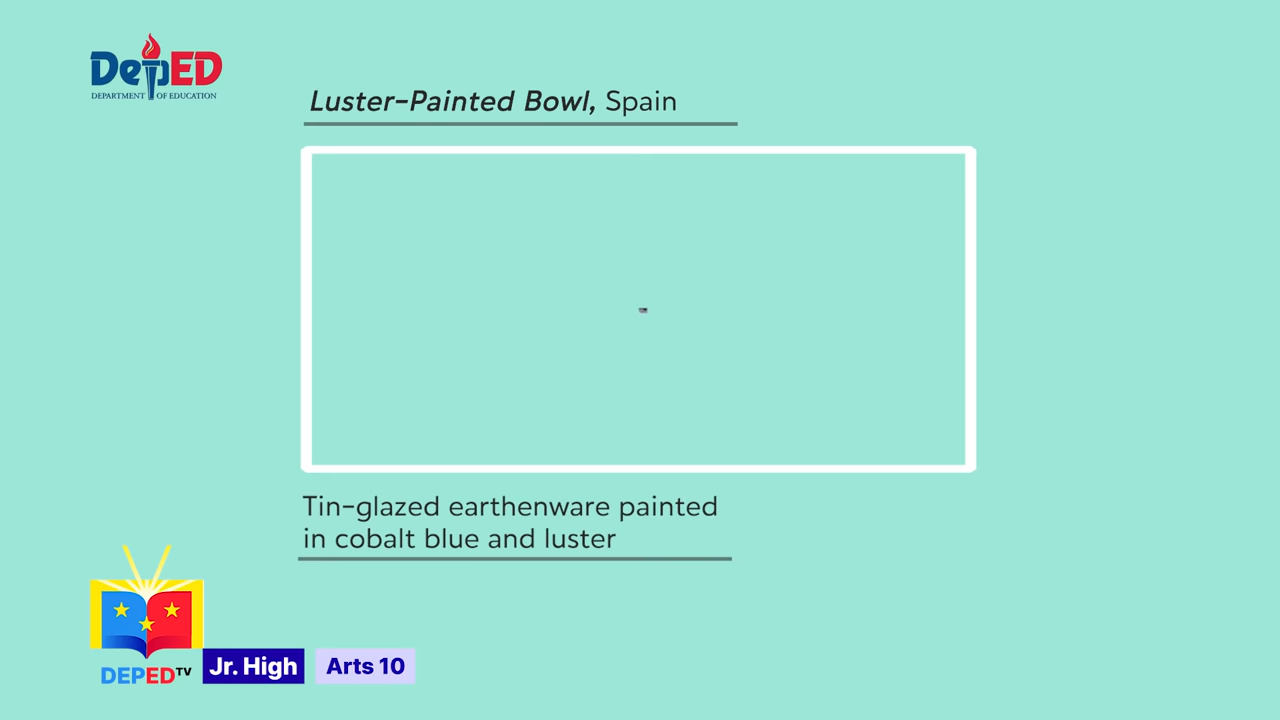 DepED
DEPARTMENT OF EDUCATION
Luster-Painted Bowl, Spain
Tin-glazed earthenware painted
in cobalt blue and luster
DEPED TV
Jr. High
Arts 10